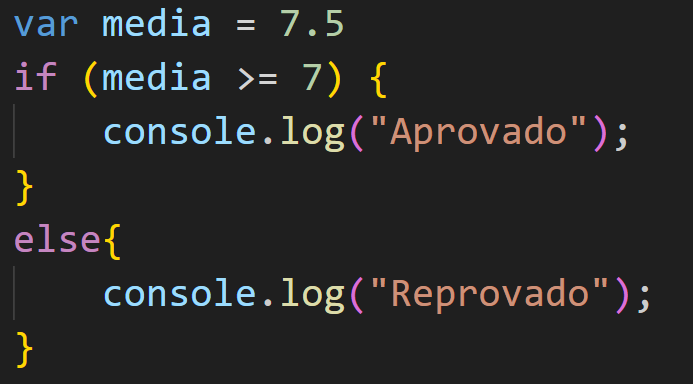 var media = 7.5
if (media >= 7) {
    console.log("Aprovado");
}
else{
    console.log("Reprovado");
}